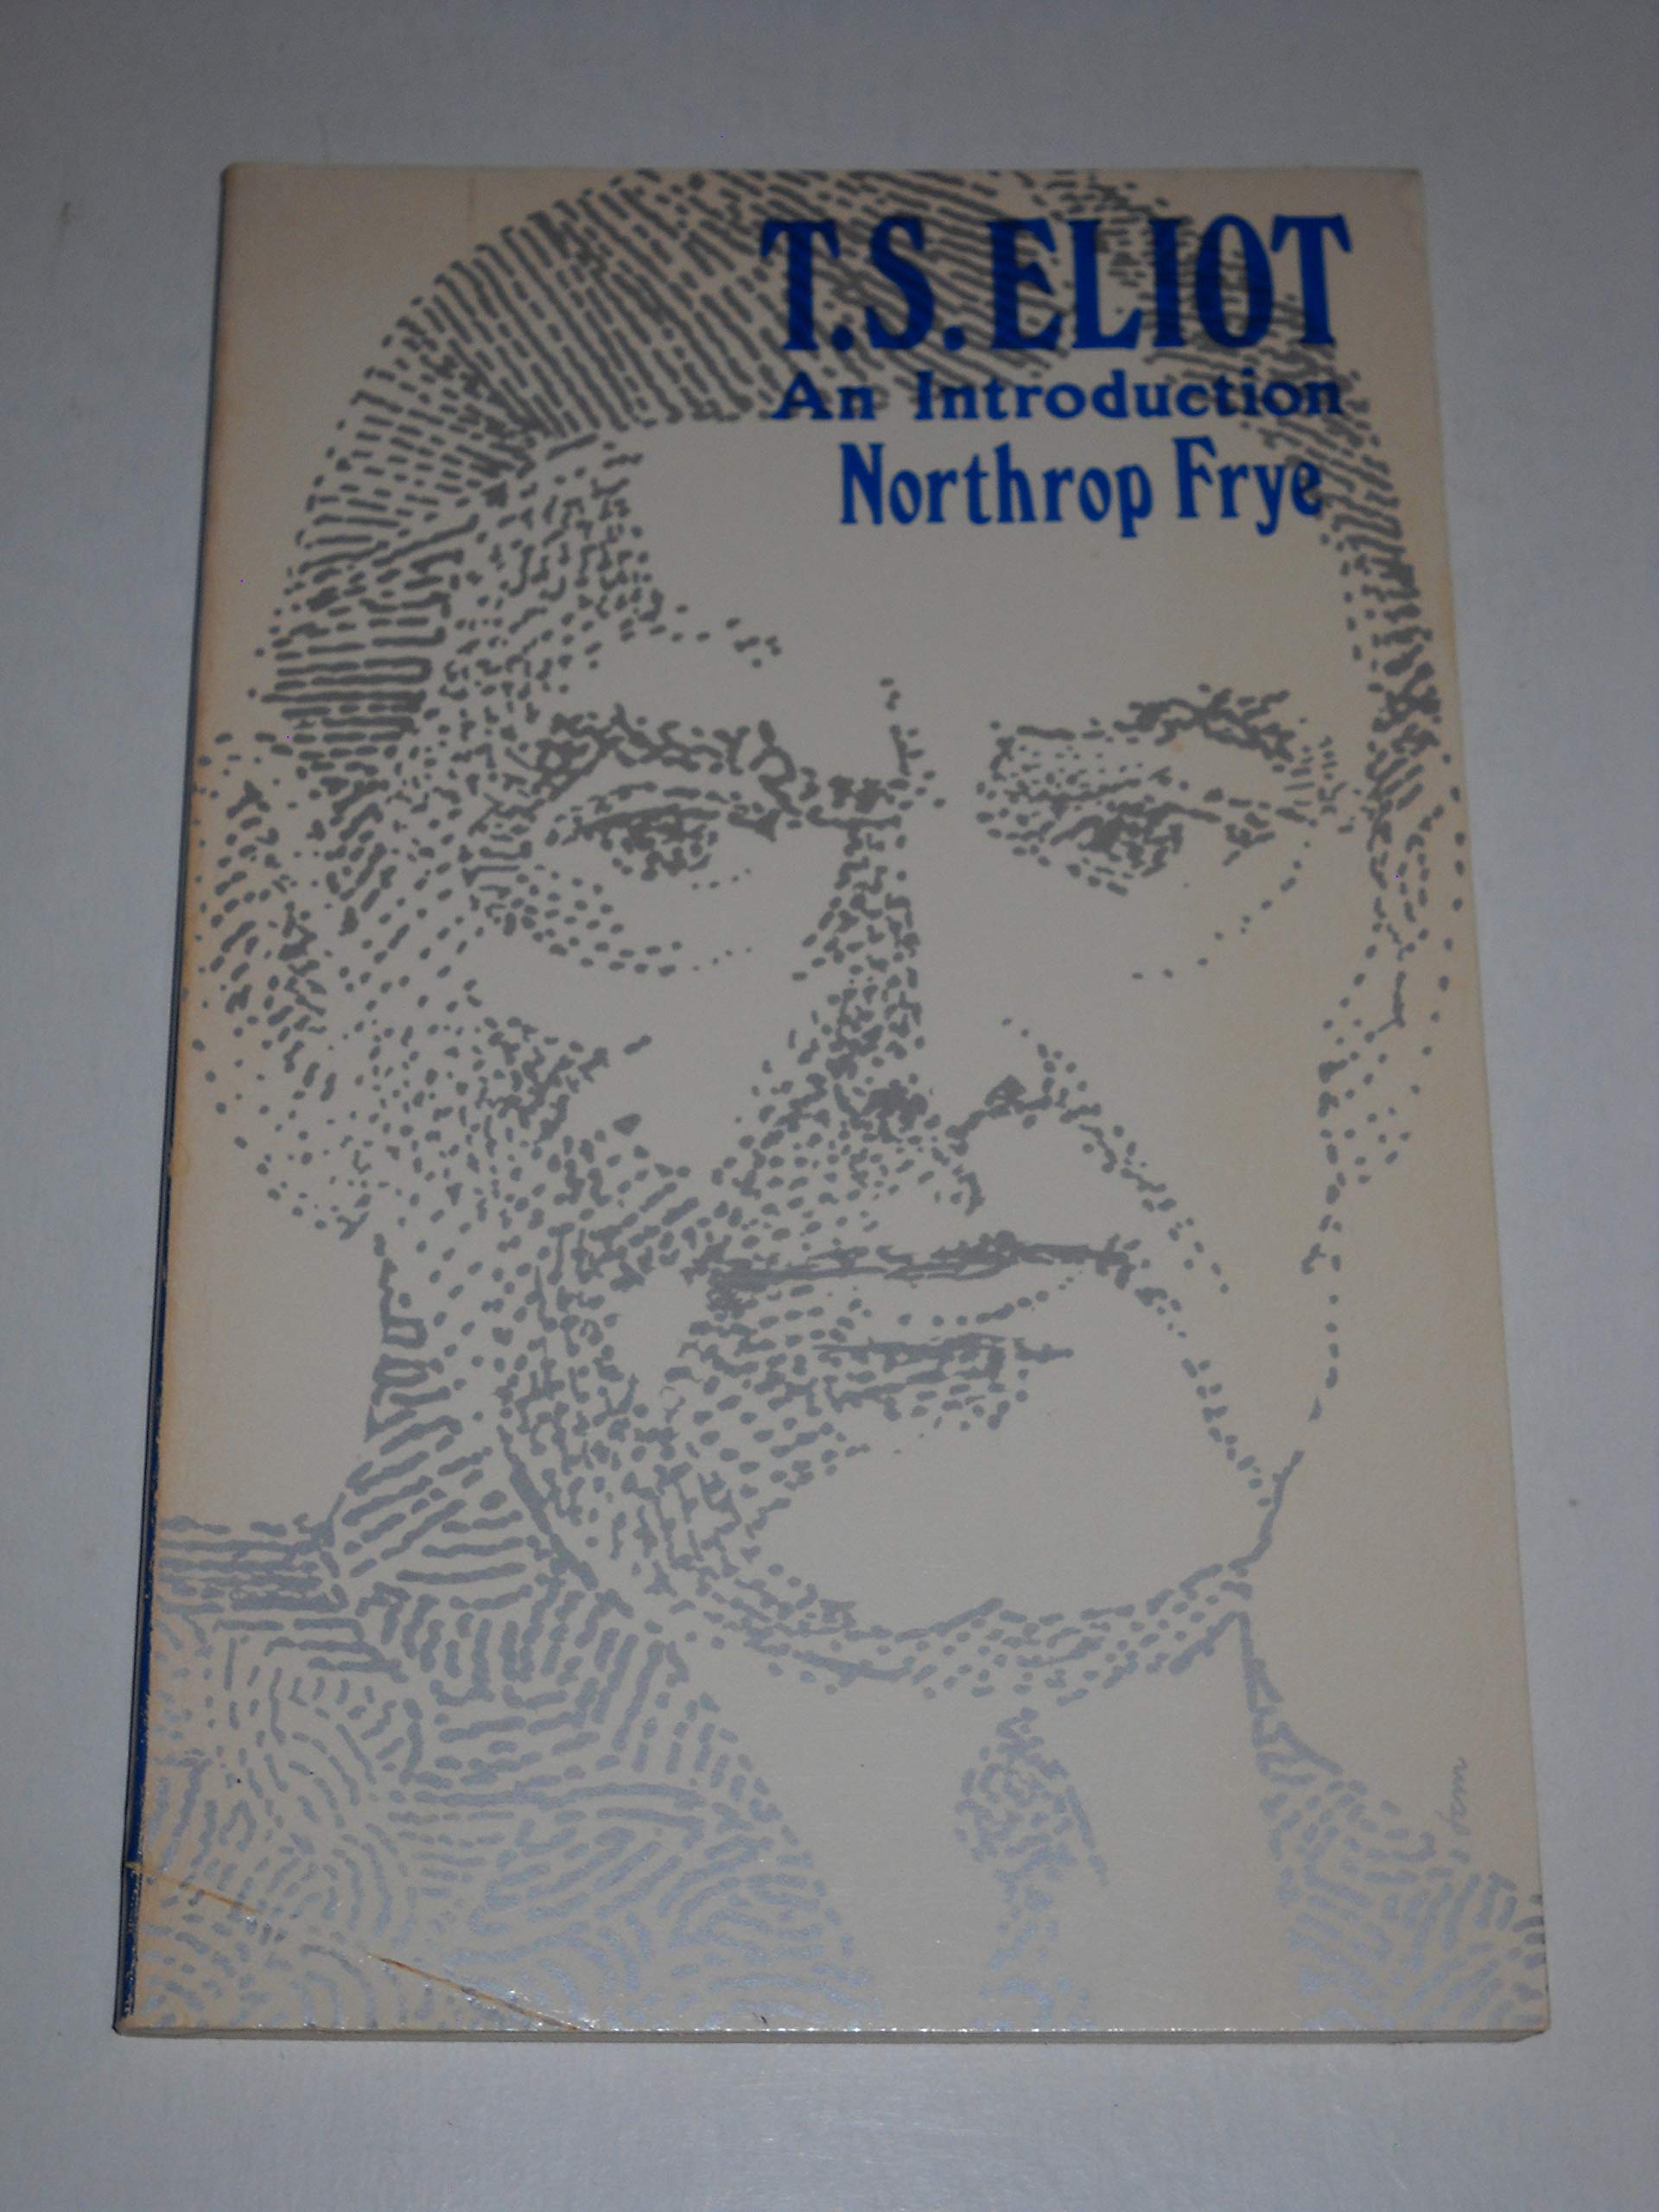 T.S. ELIOT
An Introduction
Northrop Frye